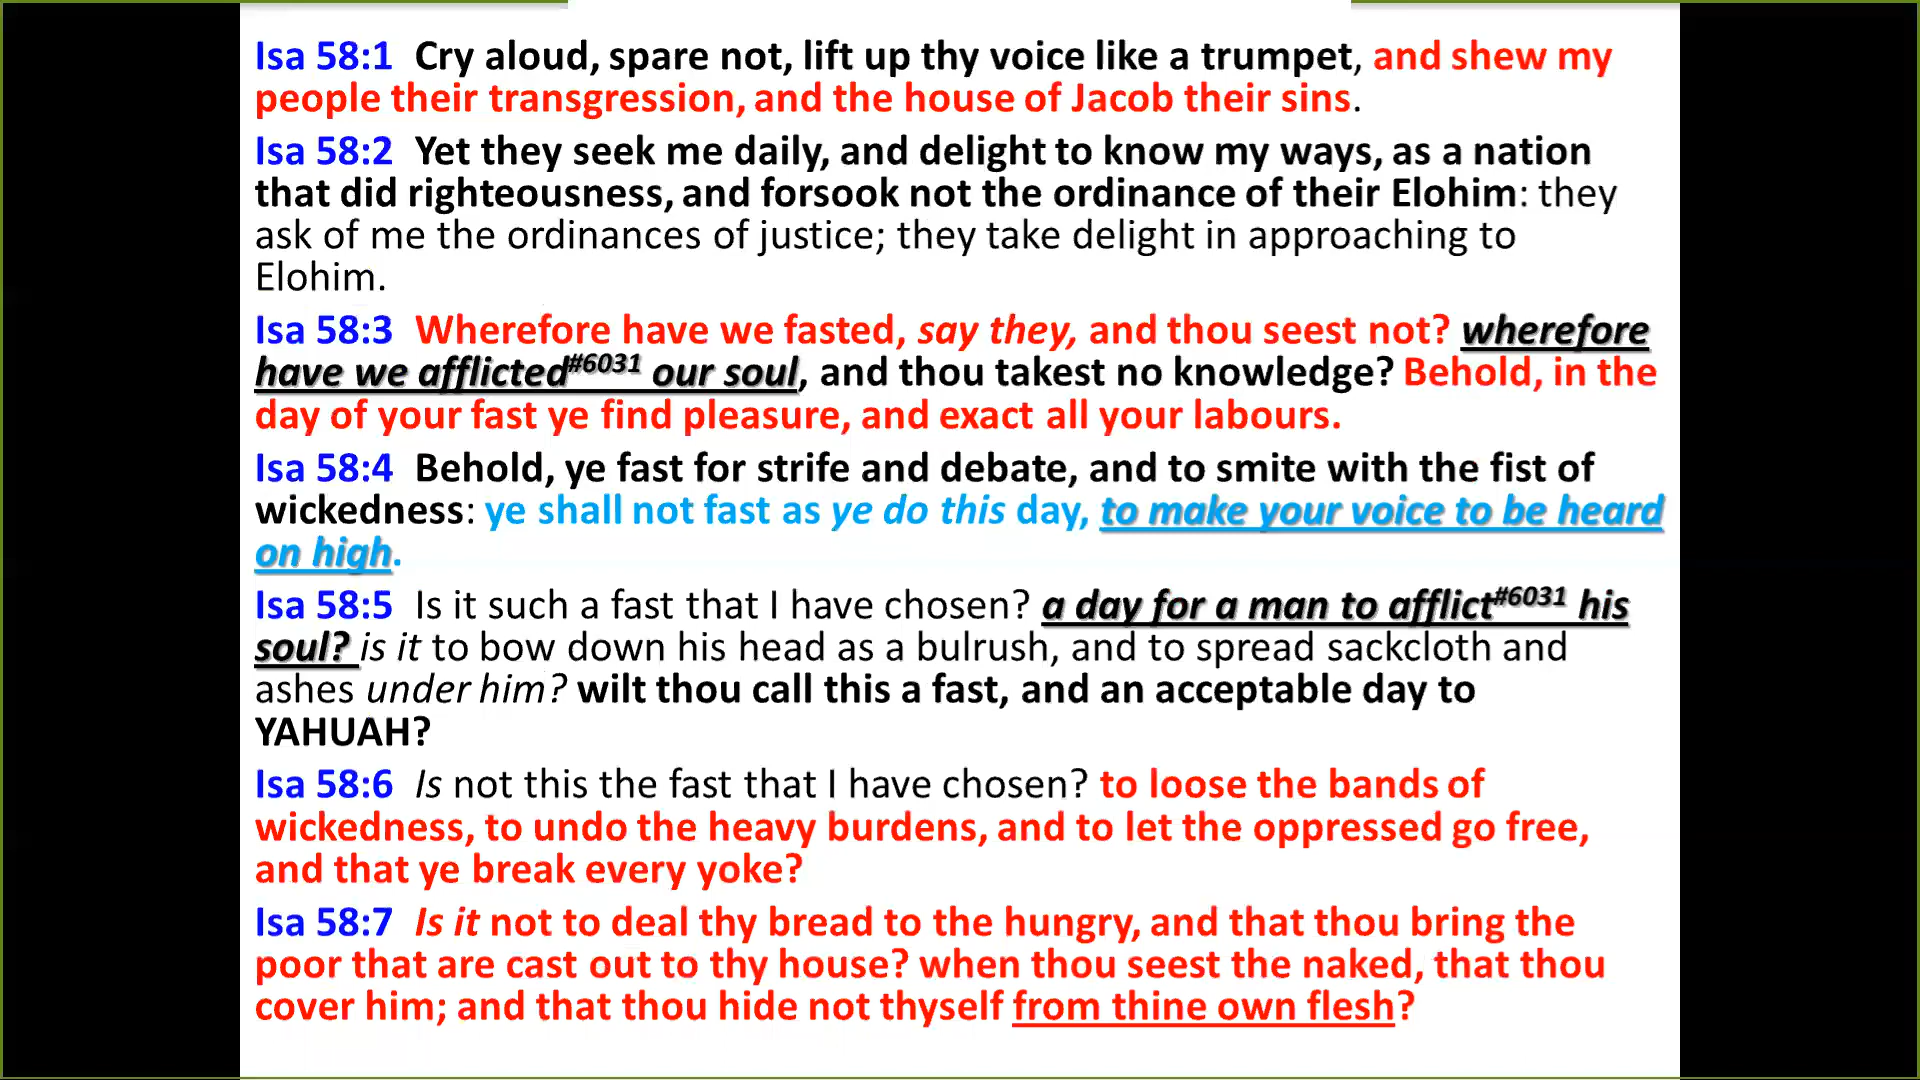 Isa 58:1 Cry aloud, spare not, lift up thy voice like a trumpet, and shew my
people their transgression, and the house of Jacob their sins.
Isa 58:2 Yet they seek me daily, and delight to know my ways, as a nation
that did righteousness, and forsook not the ordinance of their Elohim: they
ask of me the ordinances of justice; they take delight in approaching to
Elohim.
Isa 58:3 Wherefore have we fasted, say they, and thou seest not? wherefore
have we afflicted#6031 our soul, and thou takest no knowledge? Behold, in the
day of your fast ye find pleasure, and exact all your labours.
Isa 58:4 Behold, ye fast for strife and debate, and to smite with the fist of
wickedness: ye shall not fast as ye do this day, to make your voice to be heard
on high.
Isa 58:5 Is it such a fast that I have chosen? a day for a man to afflict#6031 his
soul? is it to bow down his head as a bulrush, and to spread sackcloth and
ashes under him? wilt thou call this a fast, and an acceptable day to
YAHUAH?
Isa 58:6 Is not this the fast that I have chosen? to loose the bands of
wickedness, to undo the heavy burdens, and to let the oppressed go free,
and that ye break every yoke?
Isa 58:7 Is it not to deal thy bread to the hungry, and that thou bring the
poor that are cast out to thy house? when thou seest the naked, that thou
cover him; and that thou hide not thyself from thine own flesh?